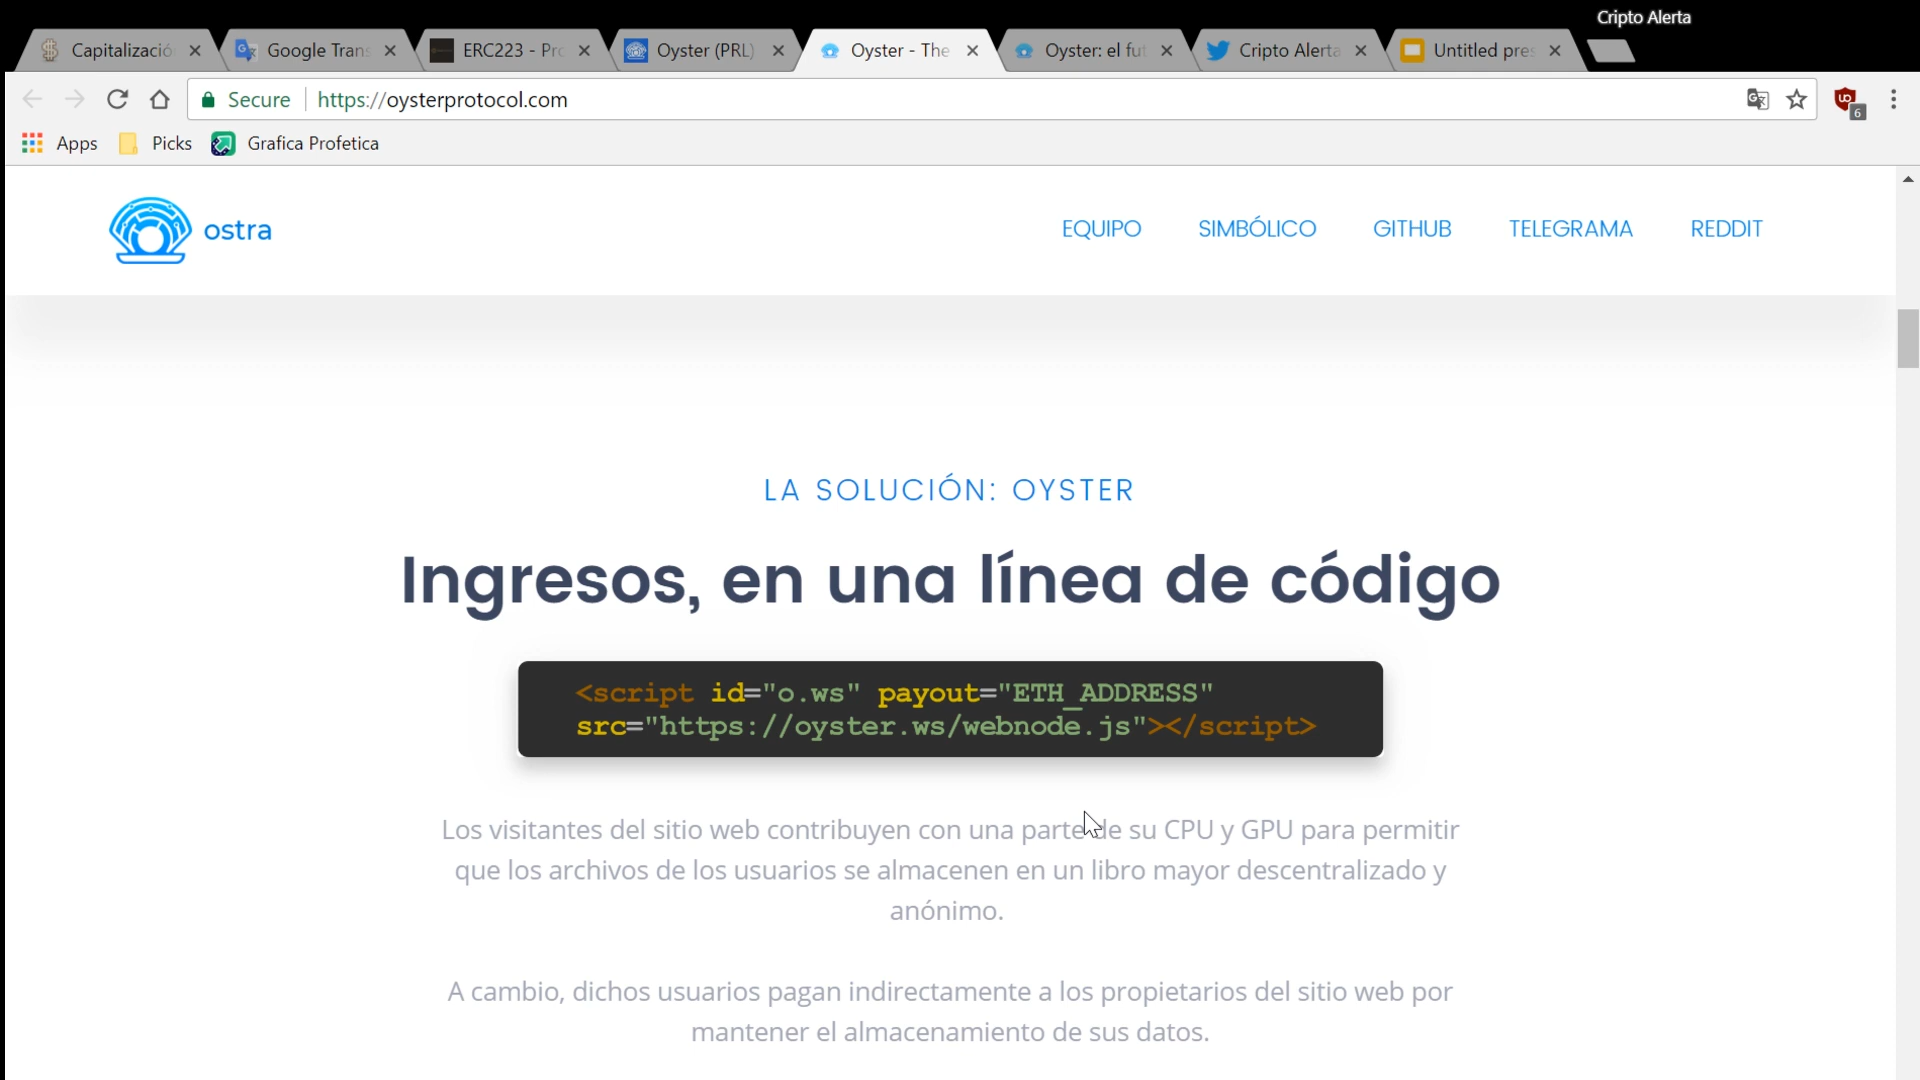 Cripto Alerta
Capitalizació
Google Trans
ERC223 - Pro
Oyster (PRL)
Oyster - The
Oyster: el fut
Cripto Alerta
Untitled pres
Secure
https://oysterprotocol.com
6
Apps
Picks
Grafica Profetica
ostra
EQUIPO
SIMBÓLICO
GITHUB
TELEGRAMA
REDDIT
LA SOLUCIÓN: OYSTER
Ingresos, en una línea de código
<script id="o.ws" payout="ETH_ADDRESS"
src="https://oyster.ws/webnode.js"></script>
Los visitantes del sitio web contribuyen con una parte de su CPU y GPU para permitir
que los archivos de los usuarios se almacenen en un libro mayor descentralizado y
anónimo.
A cambio, dichos usuarios pagan indirectamente a los propietarios del sitio web por
mantener el almacenamiento de sus datos.